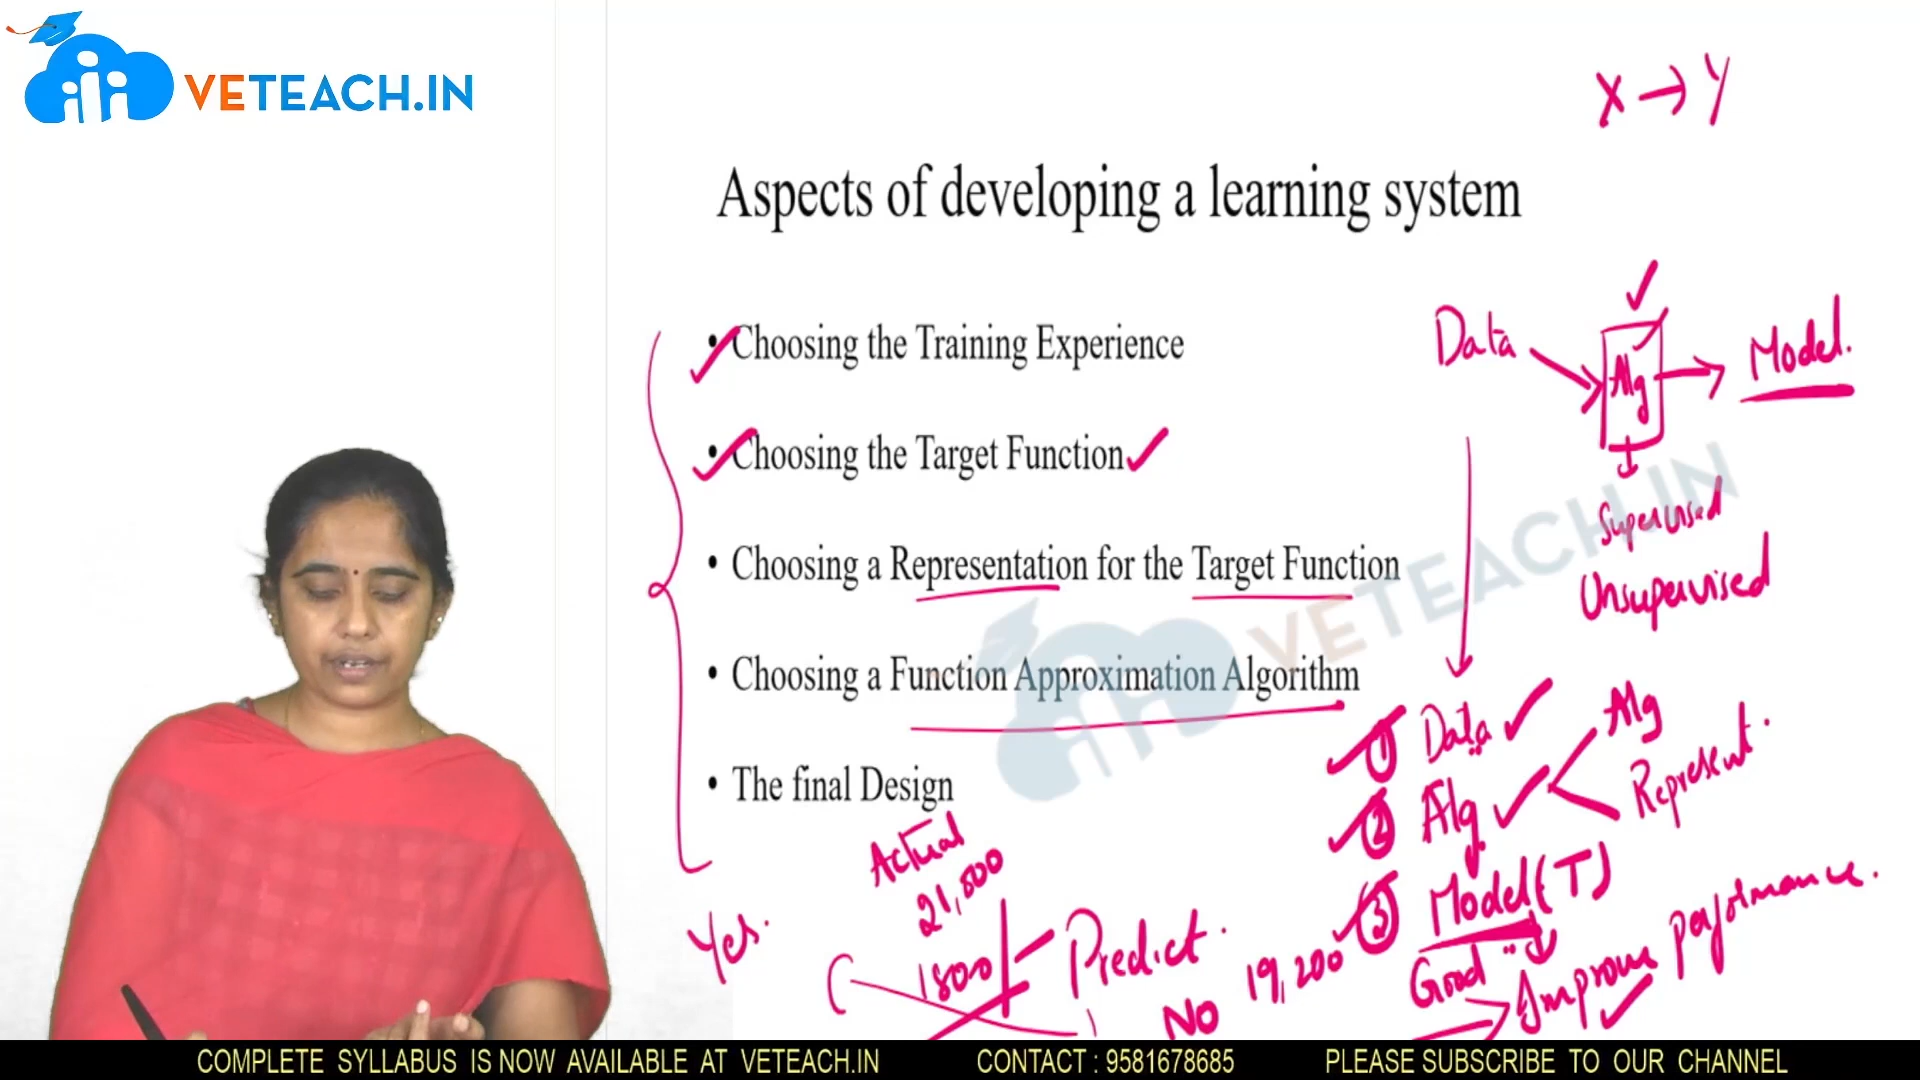 VETEACH.IN
X → Y
Aspects of developing a learning system
• Choosing the Training Experience
• Choosing the Target Function
• Choosing a Representation for the Target Function
• Choosing a Function Approximation Algorithm
• The final Design
Data
Alg
Model.
Supervised
Unsupervised
VETEACH.IN
① Data
② Alg
Alg
Represent.
③ Model(T)
Good
Improve performance.
Actual
21,800
1800/-
Predict.
19,200
Yes.
NO
COMPLETE SYLLABUS IS NOW AVAILABLE AT VETEACH.IN
CONTACT : 9581678685
PLEASE SUBSCRIBE TO OUR CHANNEL